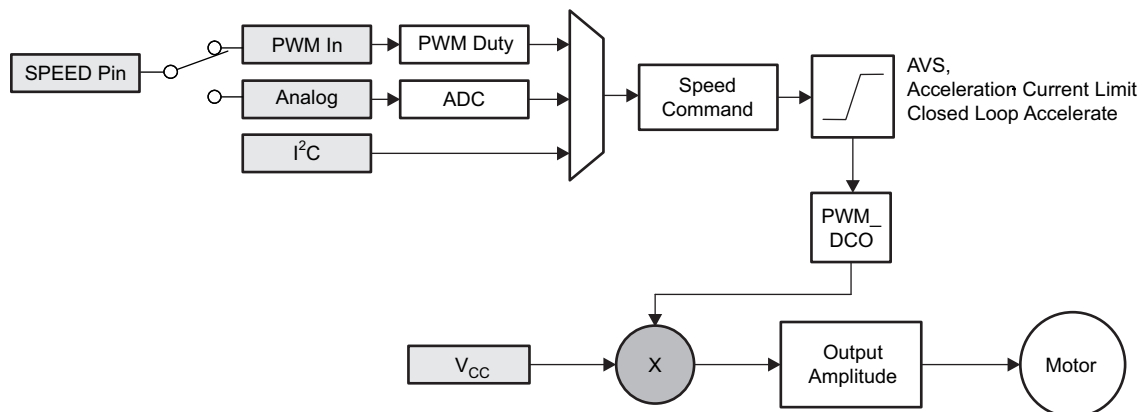 SPEED Pin
PWM In
PWM Duty
Analog
ADC
I²C
Speed
Command
AVS,
Acceleration Current Limit
Closed Loop Accelerate
PWM_
DCO
V_CC
X
Output
Amplitude
Motor